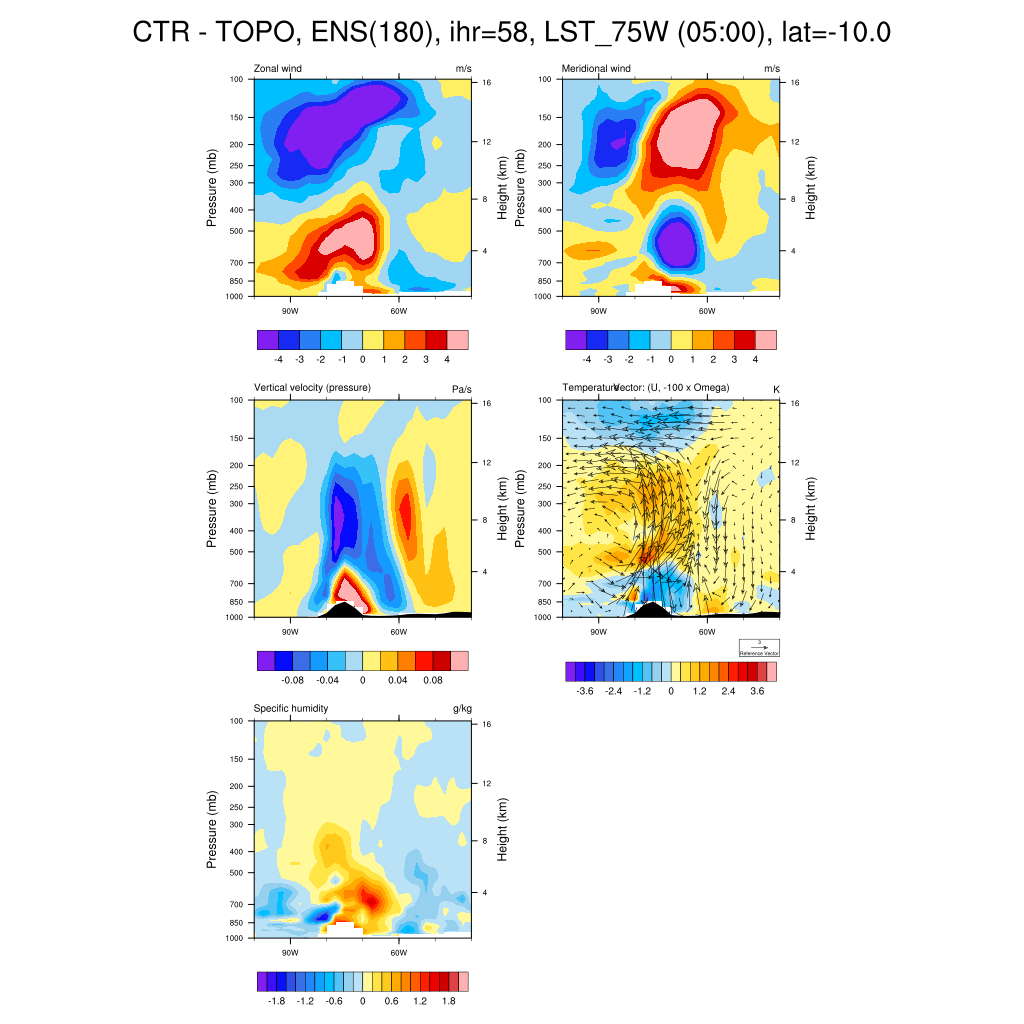 CTR - TOPO, ENS(180), ihr=58, LST_75W (05:00), lat=-10.0
Zonal wind m/s
Pressure (mb)
100
150
200
250
300
400
500
700
850
1000
16
12
8
4
Height (km)
90W 60W
-4 -3 -2 -1 0 1 2 3 4
Meridional wind m/s
Pressure (mb)
100
150
200
250
300
400
500
700
850
1000
16
12
8
4
Height (km)
90W 60W
-4 -3 -2 -1 0 1 2 3 4
Vertical velocity (pressure) Pa/s
Pressure (mb)
100
150
200
250
300
400
500
700
850
1000
16
12
8
4
Height (km)
90W 60W
-0.08 -0.04 0 0.04 0.08
Temperature Vector: (U, -100 x Omega) K
Pressure (mb)
100
150
200
250
300
400
500
700
850
1000
16
12
8
4
Height (km)
90W 60W
3
Reference Vector
-3.6 -2.4 -1.2 0 1.2 2.4 3.6
Specific humidity g/kg
Pressure (mb)
100
150
200
250
300
400
500
700
850
1000
16
12
8
4
Height (km)
90W 60W
-1.8 -1.2 -0.6 0 0.6 1.2 1.8